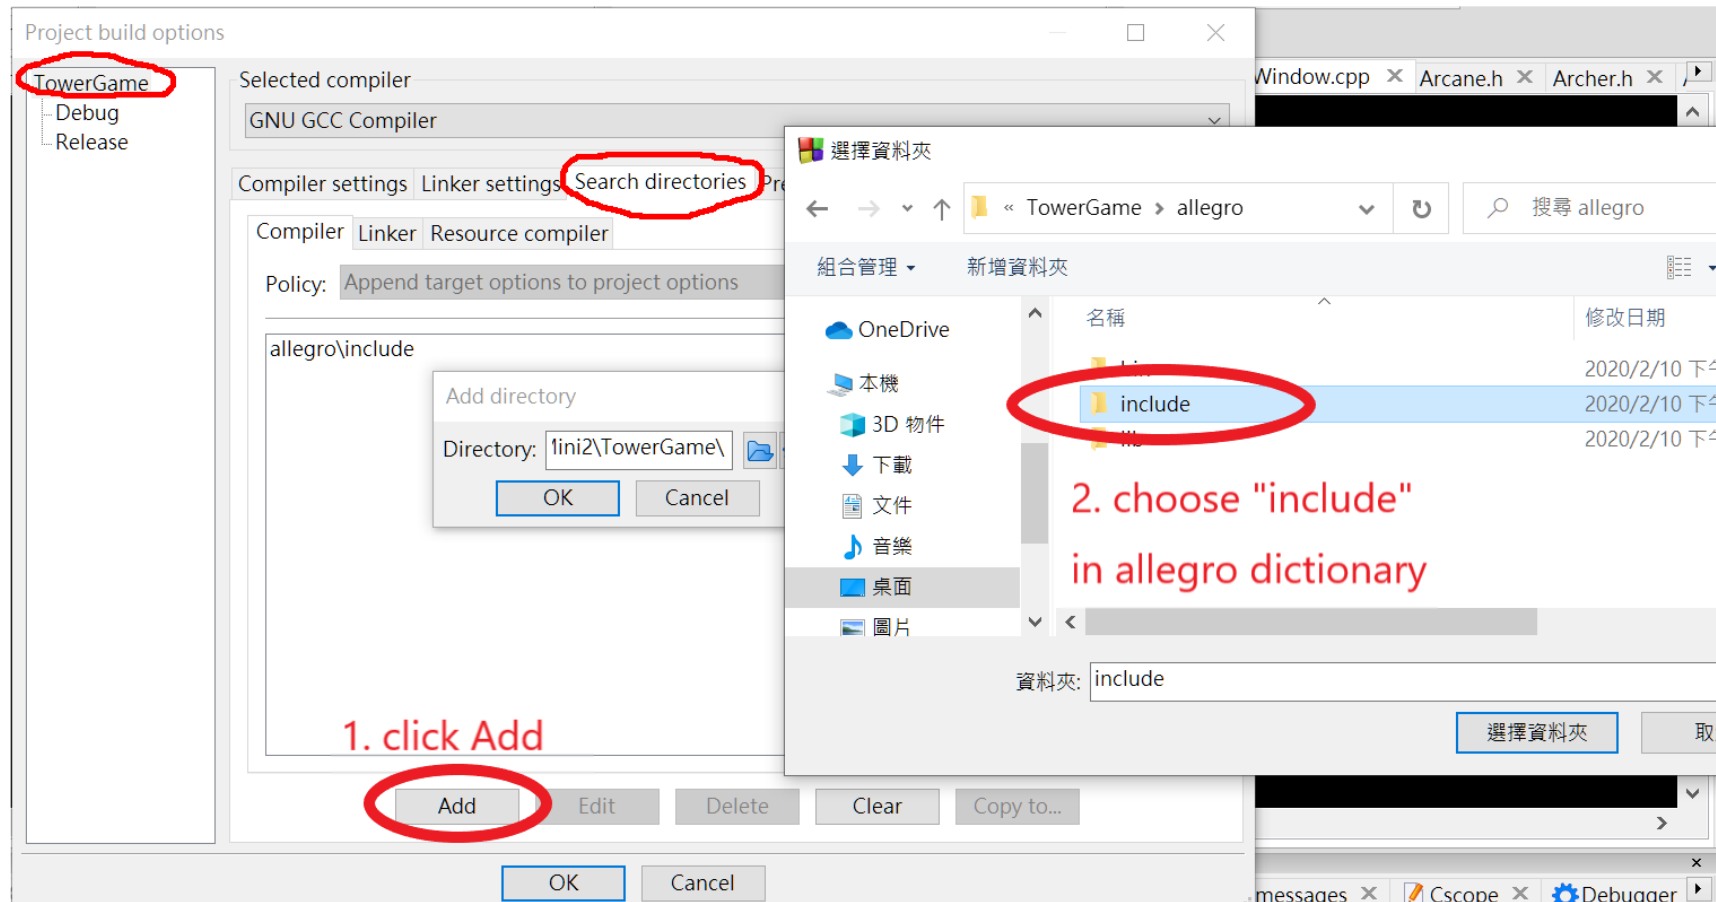 Project build options
TowerGame
Debug
Release
Selected compiler
GNU GCC Compiler
Compiler settings
Linker settings
Search directories
Pre
Compiler
Linker
Resource compiler
Policy:
Append target options to project options
allegro\include
Add directory
Directory:
ini2\TowerGame\
OK
Cancel
1. click Add
Add
Edit
Delete
Clear
Copy to...
OK
Cancel
Window.cpp
Arcane.h
Archer.h
選擇資料夾
« TowerGame › allegro
搜尋 allegro
組合管理
新增資料夾
OneDrive
本機
3D 物件
下載
文件
音樂
桌面
圖片
名稱
修改日期
2020/2/10 下
include
2020/2/10 下
2020/2/10 下
2. choose "include"
in allegro dictionary
資料夾:
include
選擇資料夾
取
messages
Cscope
Debugger